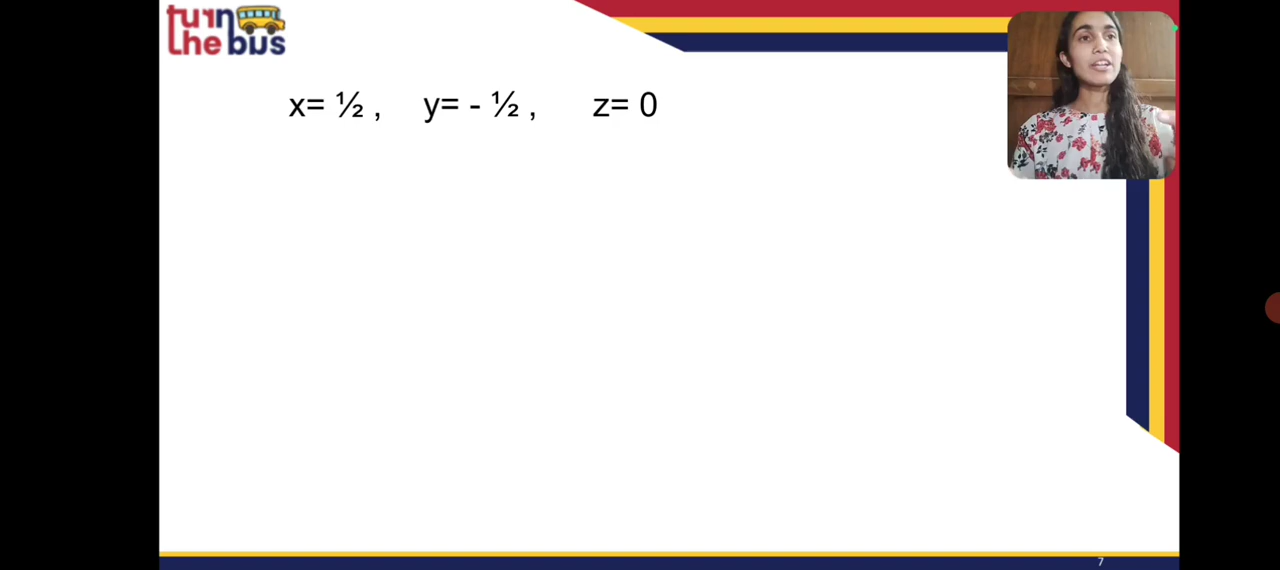 turn
the bus
x= ½ , y= - ½ , z= 0
7